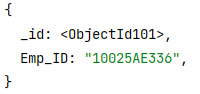 {
  _id: <ObjectId101>,
  Emp_ID: "10025AE336",
}